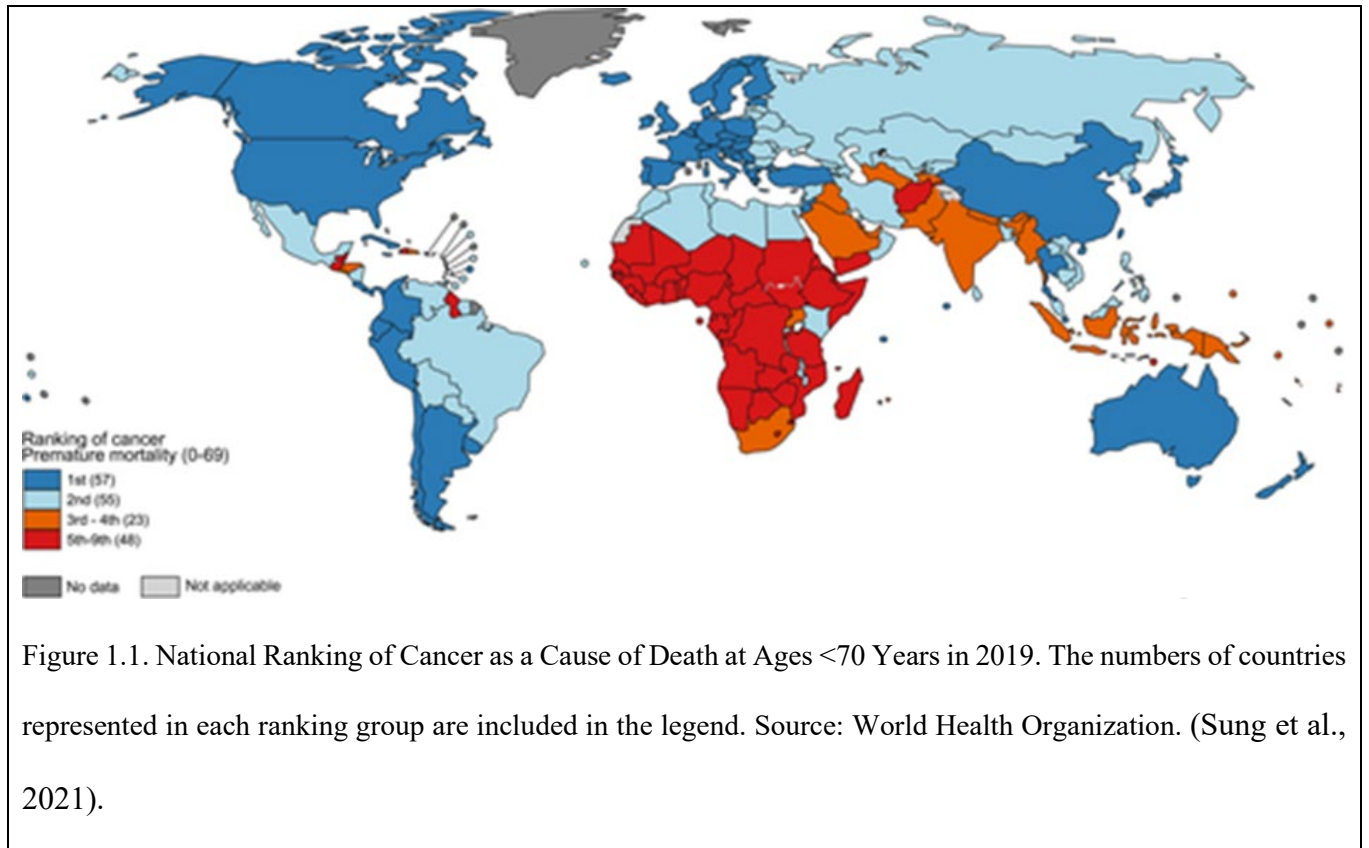 Ranking of cancer
Premature mortality (0-69)
1st (57)
2nd (55)
3rd - 4th (23)
5th-9th (48)
No data
Not applicable
Figure 1.1. National Ranking of Cancer as a Cause of Death at Ages <70 Years in 2019. The numbers of countries
represented in each ranking group are included in the legend. Source: World Health Organization. (Sung et al.,
2021).